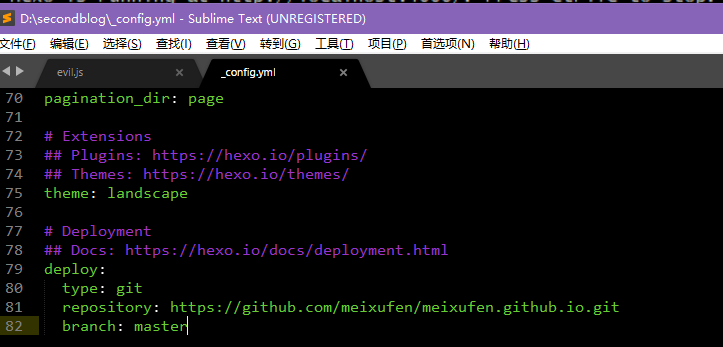 D:\secondblog\_config.yml - Sublime Text (UNREGISTERED)
文件(F) 编辑(E) 选择(S) 查找(I) 查看(V) 转到(G) 工具(T) 项目(P) 首选项(N) 帮助(H)
evil.js × _config.yml ×
70 pagination_dir: page
71
72 # Extensions
73 ## Plugins: https://hexo.io/plugins/
74 ## Themes: https://hexo.io/themes/
75 theme: landscape
76
77 # Deployment
78 ## Docs: https://hexo.io/docs/deployment.html
79 deploy:
80 type: git
81 repository: https://github.com/meixufen/meixufen.github.io.git
82 branch: master